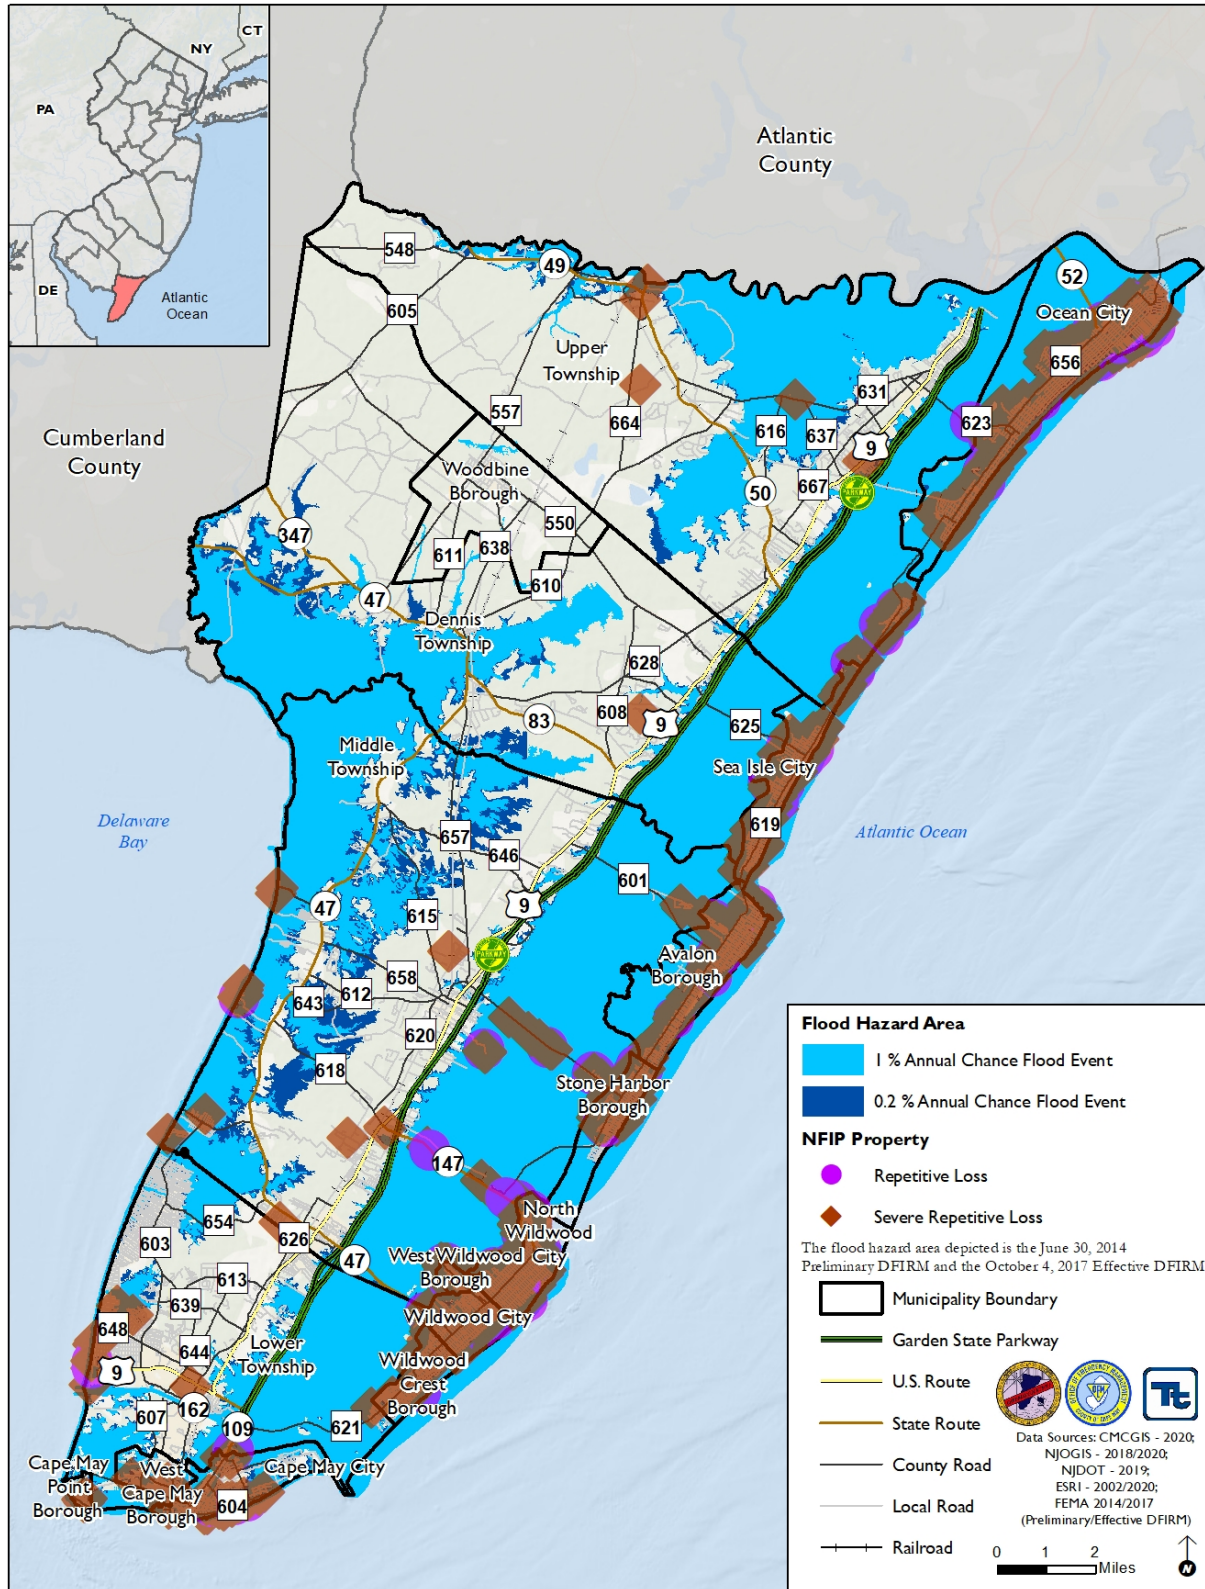 CT
NY
PA
DE
Atlantic
Ocean
Atlantic
County
Cumberland
County
548
49
52
605
Ocean City
Upper
Township
656
631
557
664
616
637
623
9
Woodbine
Borough
50
667
PARKWAY
550
347
611
638
610
47
Dennis
Township
628
608
9
83
625
Middle
Township
Sea Isle City
Delaware
Bay
619
Atlantic Ocean
657
646
601
47
615
9
PARKWAY
Avalon
Borough
658
612
643
620
618
Stone Harbor
Borough
147
North
Wildwood
City
654
603
626
47
West Wildwood
Borough
613
639
Wildwood City
648
644
Lower
Township
9
Wildwood
Crest
Borough
162
607
109
621
Cape May
Point
Borough
West
Cape May
Borough
Cape May City
604
Flood Hazard Area
1 % Annual Chance Flood Event
0.2 % Annual Chance Flood Event
NFIP Property
Repetitive Loss
Severe Repetitive Loss
The flood hazard area depicted is the June 30, 2014
Preliminary DFIRM and the October 4, 2017 Effective DFIRM
Municipality Boundary
Garden State Parkway
U.S. Route
State Route
County Road
Local Road
Railroad
Tt
Data Sources: CMCGIS - 2020;
NJOGIS - 2018/2020;
NJDOT - 2019;
ESRI - 2002/2020;
FEMA 2014/2017
(Preliminary/Effective DFIRM)
0 1 2
Miles
N